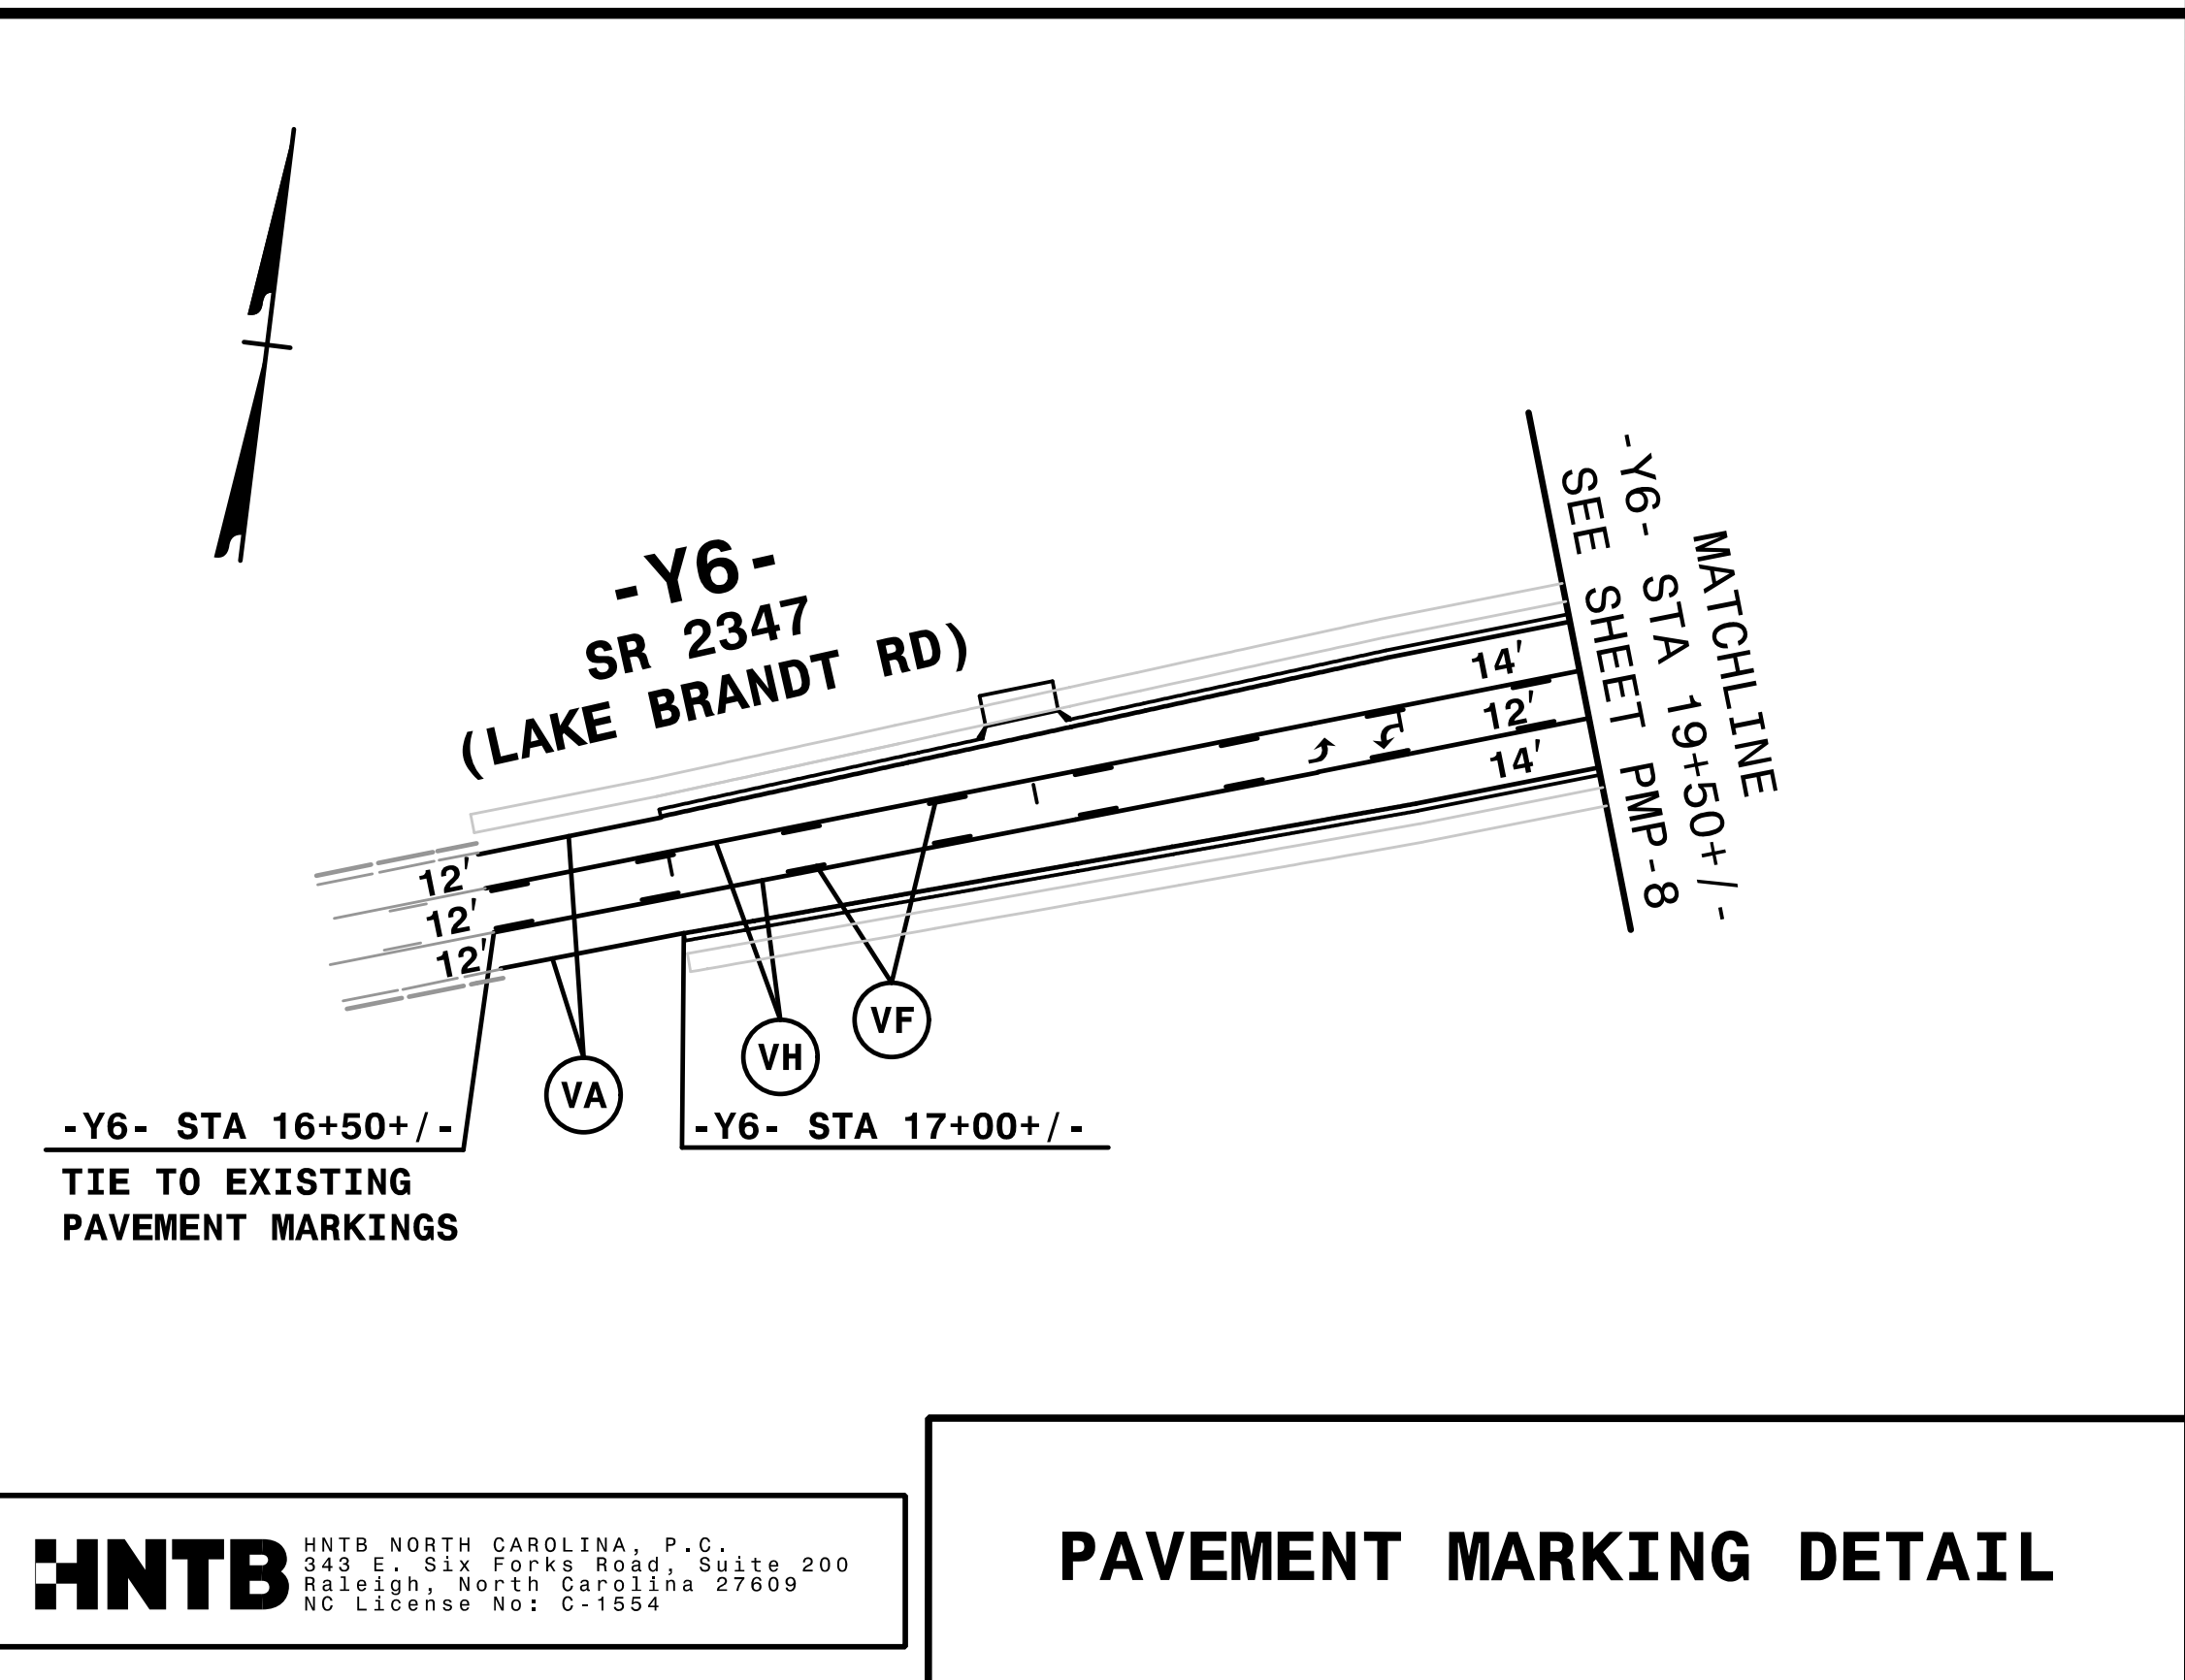 -Y6-
SR 2347
(LAKE BRANDT RD)
MATCHLINE
-Y6- STA 19+50+/-
SEE SHEET PMP-8
14'
12'
14'
12'
12'
12'
VF
VH
VA
-Y6- STA 16+50+/-
TIE TO EXISTING
PAVEMENT MARKINGS
-Y6- STA 17+00+/-
HNTB
HNTB NORTH CAROLINA, P.C.
343 E. Six Forks Road, Suite 200
Raleigh, North Carolina 27609
NC License No: C-1554
PAVEMENT MARKING DETAIL